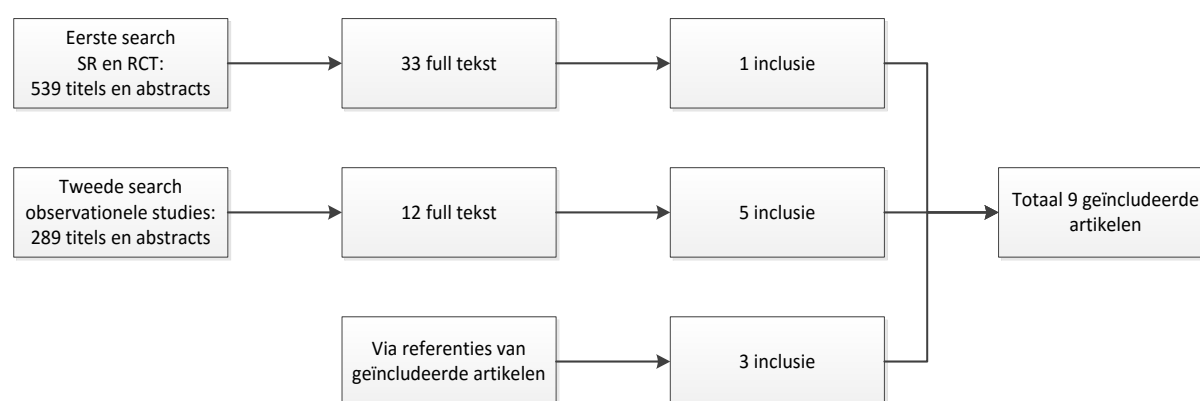 Eerste search
SR en RCT:
539 titels en abstracts
33 full tekst
1 inclusie
Tweede search
observationele studies:
289 titels en abstracts
12 full tekst
5 inclusie
Totaal 9 geïncludeerde
artikelen
Via referenties van
geïncludeerde artikelen
3 inclusie